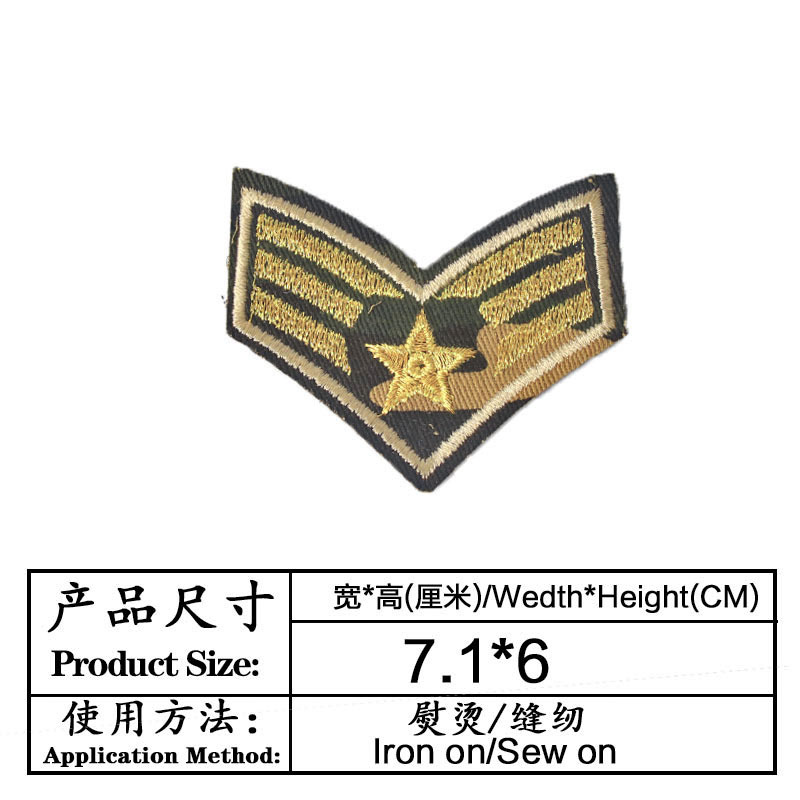 产品尺寸
Product Size:
宽*高(厘米)/Wedth*Height(CM)
7.1*6
使用方法：
Application Method:
熨烫/缝纫
Iron on/Sew on